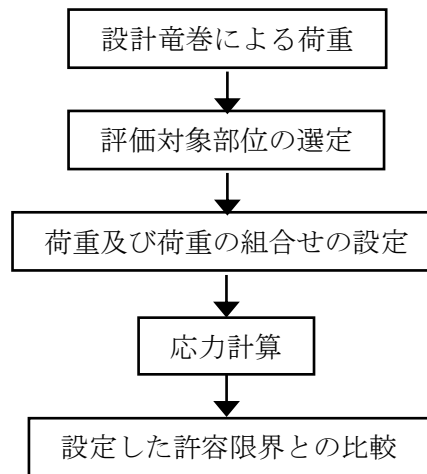 設計竜巻による荷重
評価対象部位の選定
荷重及び荷重の組合せの設定
応力計算
設定した許容限界との比較